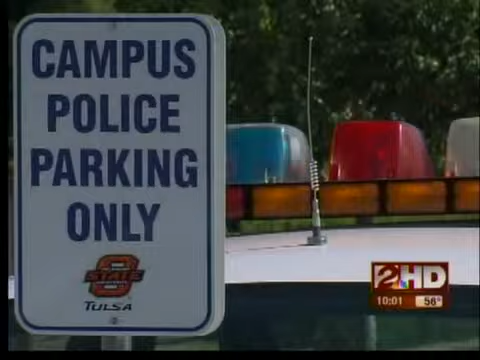 CAMPUS
POLICE
PARKING
ONLY
STATE
TULSA
2HD
10:01 56°